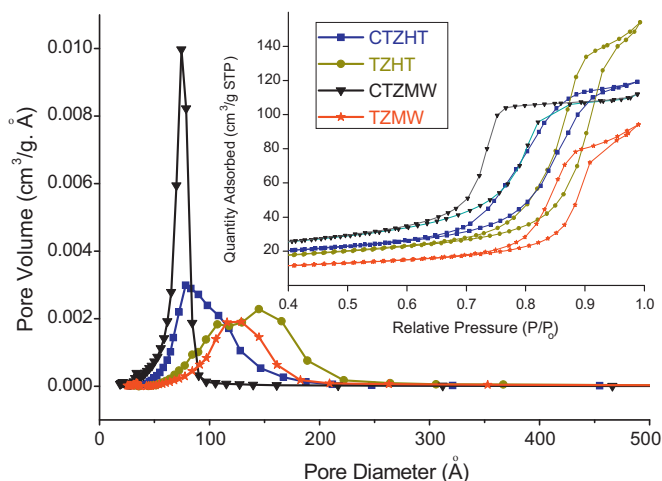 0.010
0.008
0.006
0.004
0.002
0.000
Pore Volume (cm³/g. Å)
0 100 200 300 400 500
Pore Diameter (Å)
CTZHT
TZHT
CTZMW
TZMW
140
120
100
80
60
40
20
Quantity Adsorbed (cm³/g STP)
0.4 0.5 0.6 0.7 0.8 0.9 1.0
Relative Pressure (P/P₀)